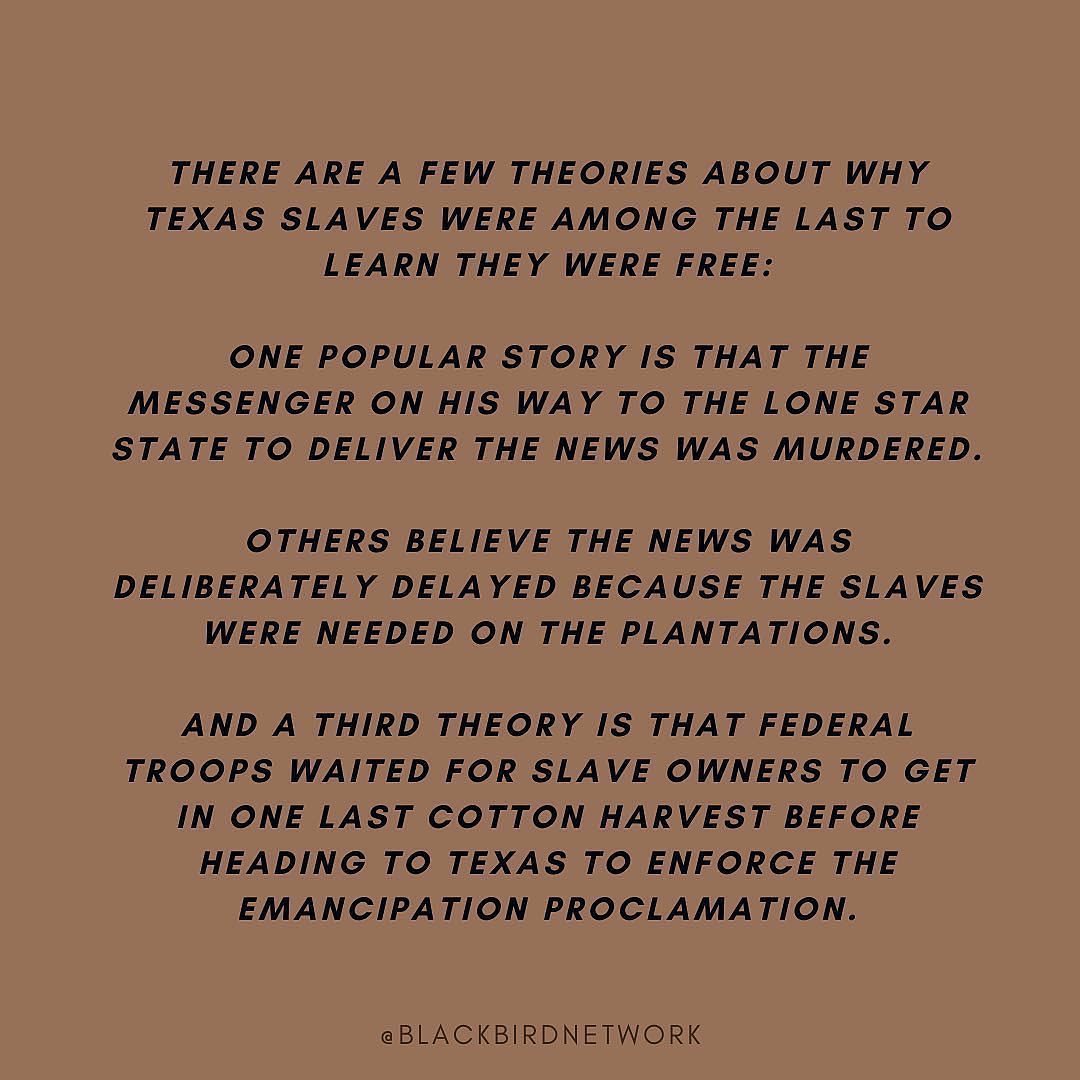 THERE ARE A FEW THEORIES ABOUT WHY
TEXAS SLAVES WERE AMONG THE LAST TO
LEARN THEY WERE FREE:
ONE POPULAR STORY IS THAT THE
MESSENGER ON HIS WAY TO THE LONE STAR
STATE TO DELIVER THE NEWS WAS MURDERED.
OTHERS BELIEVE THE NEWS WAS
DELIBERATELY DELAYED BECAUSE THE SLAVES
WERE NEEDED ON THE PLANTATIONS.
AND A THIRD THEORY IS THAT FEDERAL
TROOPS WAITED FOR SLAVE OWNERS TO GET
IN ONE LAST COTTON HARVEST BEFORE
HEADING TO TEXAS TO ENFORCE THE
EMANCIPATION PROCLAMATION.
@BLACKBIRDNETWORK